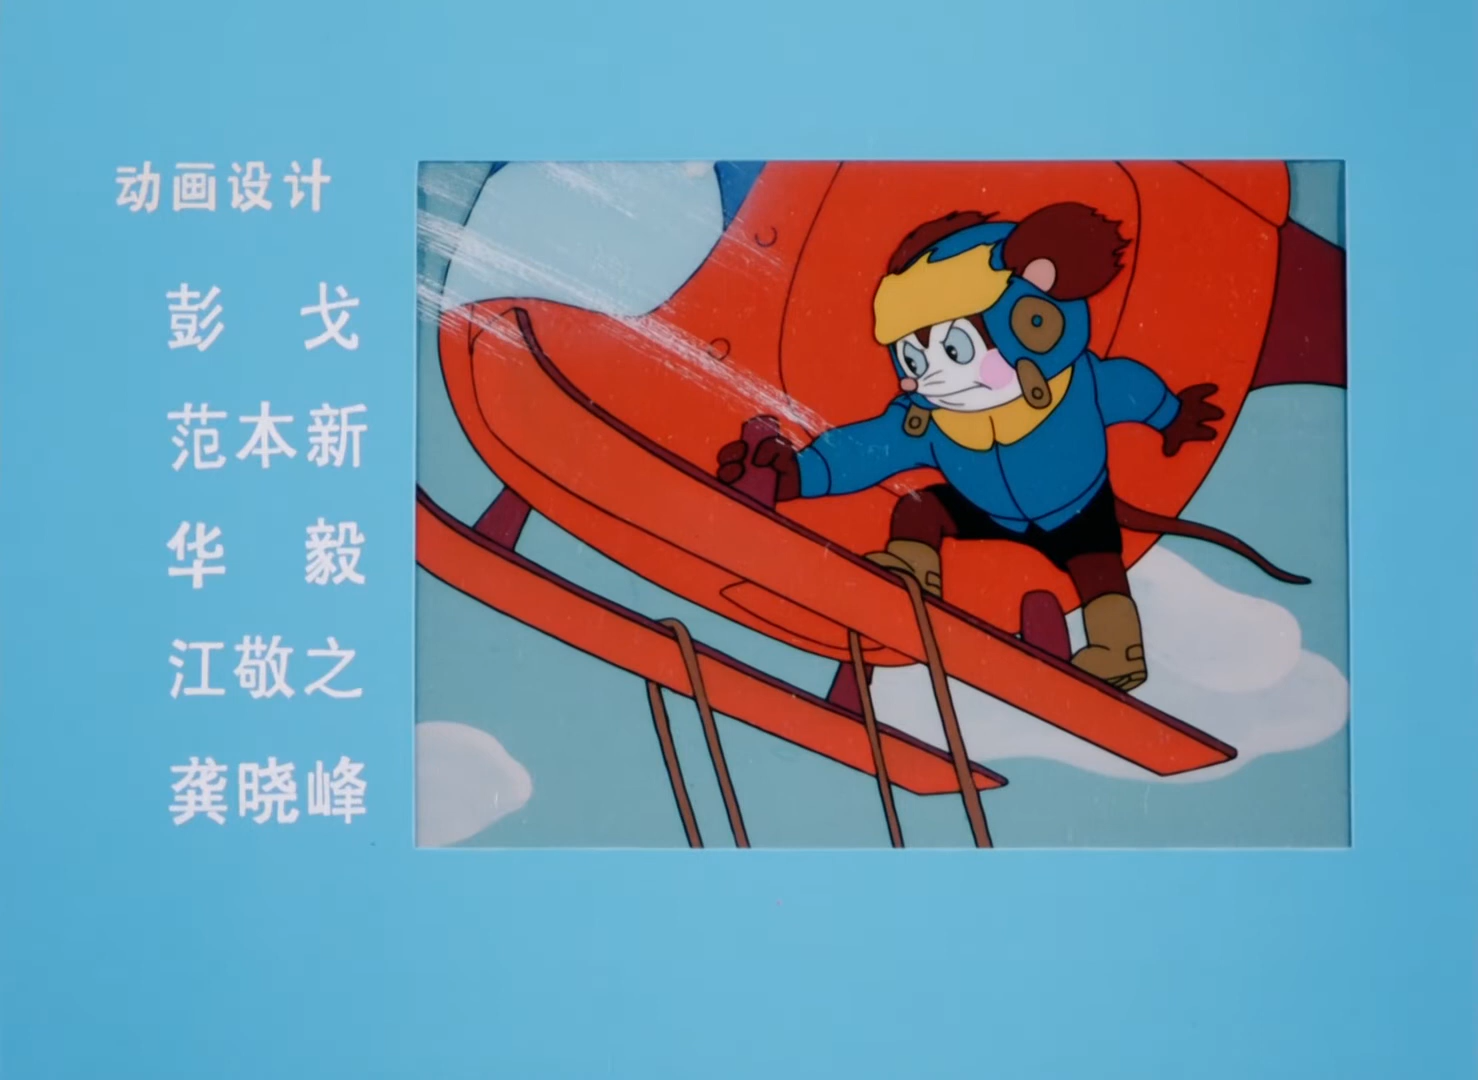 动画设计
彭 戈
范本新
华 毅
江敬之
龚晓峰